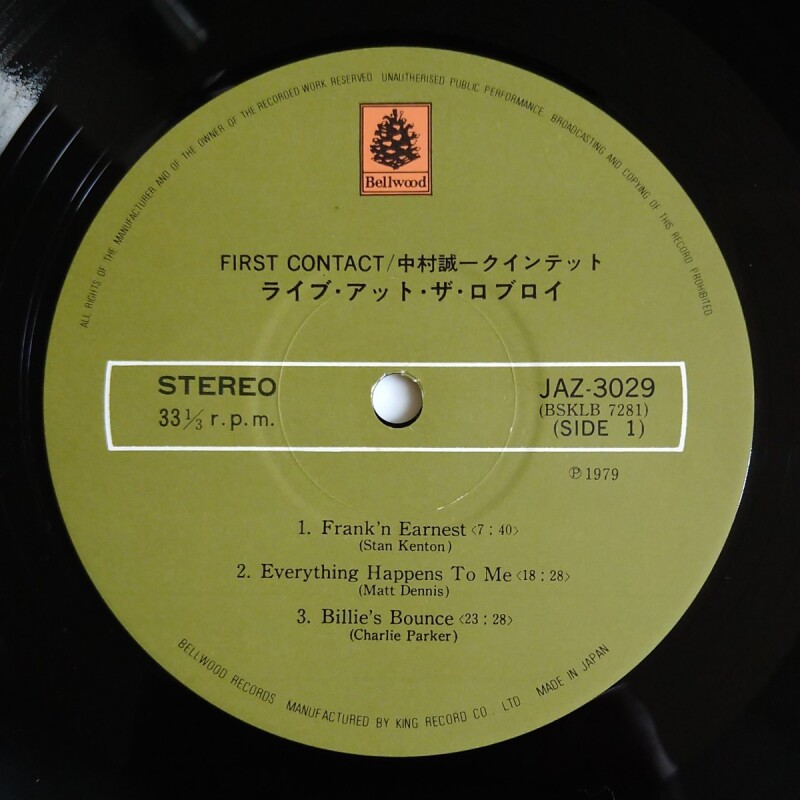 ALL RIGHTS OF THE MANUFACTURER AND OF THE OWNER OF THE RECORDED WORK RESERVED UNAUTHORISED PUBLIC PERFORMANCE BROADCASTING AND COPYING OF THIS RECORD PROHIBITED
Bellwood
FIRST CONTACT/中村誠一クインテット
ライブ・アット・ザ・ロブロイ
STEREO
33⅓ r.p.m.
JAZ-3029
(BSKLB 7281)
(SIDE 1)
Ⓟ1979
1. Frank'n Earnest <7:40>
(Stan Kenton)
2. Everything Happens To Me <18:28>
(Matt Dennis)
3. Billie's Bounce <23:28>
(Charlie Parker)
BELLWOOD RECORDS MANUFACTURED BY KING RECORD CO., LTD MADE IN JAPAN